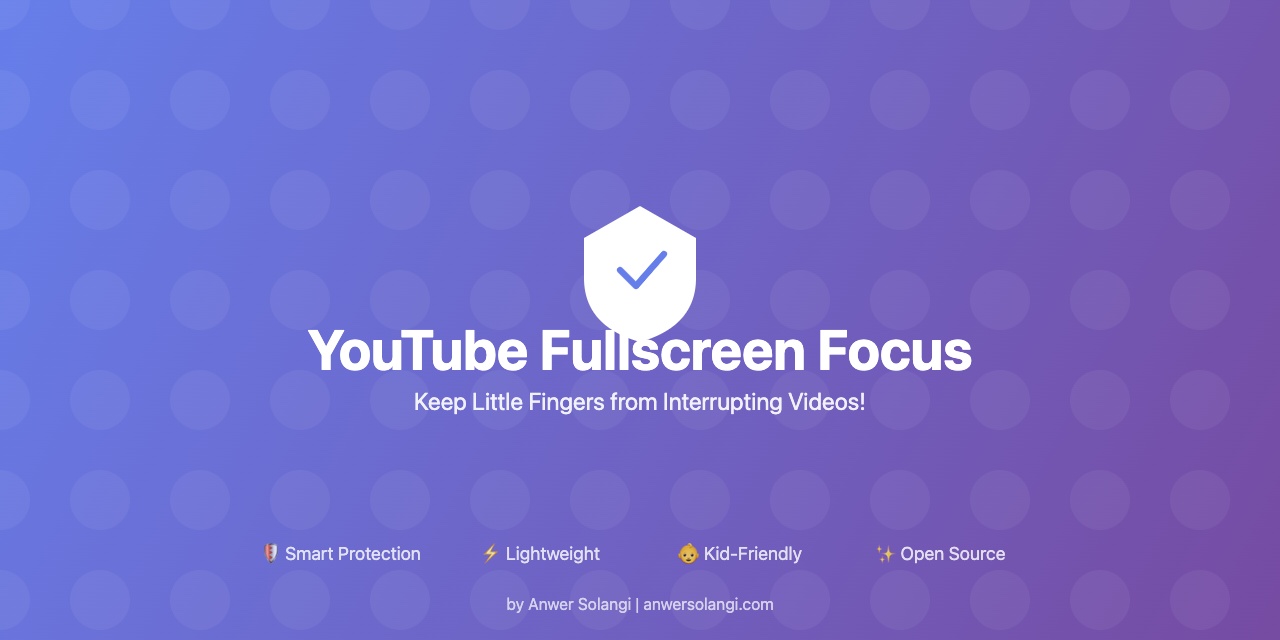 YouTube Fullscreen Focus
Keep Little Fingers from Interrupting Videos!
🛡️ Smart Protection ⚡ Lightweight 👶 Kid-Friendly ✨ Open Source
by Anwer Solangi | anwersolangi.com